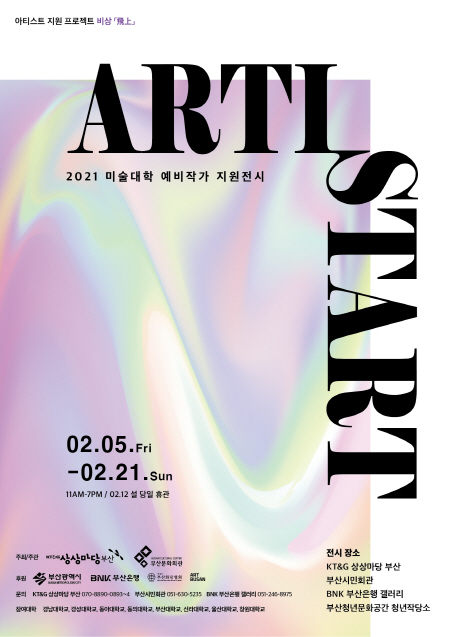 아티스트 지원 프로젝트 비상「飛上」
ARTI
START
2021 미술대학 예비작가 지원전시
02.05.Fri
-02.21.Sun
11AM-7PM / 02.12 설 당일 휴관
주최/주관 KT&G 상상마당 부산 부산문화회관
후원 부산광역시 BNK 부산은행 ART BUSAN
문의 KT&G 상상마당 부산 070-8890-0893~4 부산시민회관 051-630-5235 BNK 부산은행 갤러리 051-246-8975
참여대학 경남대학교, 경성대학교, 동아대학교, 동의대학교, 부산대학교, 신라대학교, 울산대학교, 창원대학교
전시 장소
KT&G 상상마당 부산
부산시민회관
BNK 부산은행 갤러리
부산청년문화공간 청년작당소